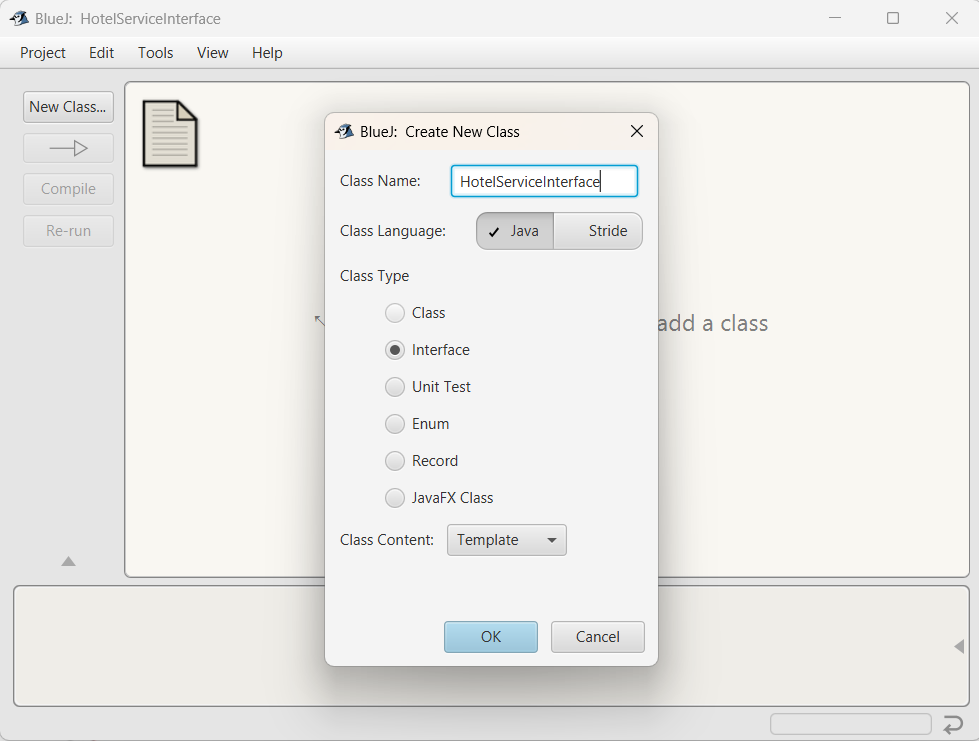 BlueJ:  HotelServiceInterface
Project Edit Tools View Help
New Class...
Compile
Re-run
BlueJ:  Create New Class
Class Name: HotelServiceInterface
Class Language: ✓ Java Stride
Class Type
Class
Interface
add a class
Unit Test
Enum
Record
JavaFX Class
Class Content: Template
OK Cancel